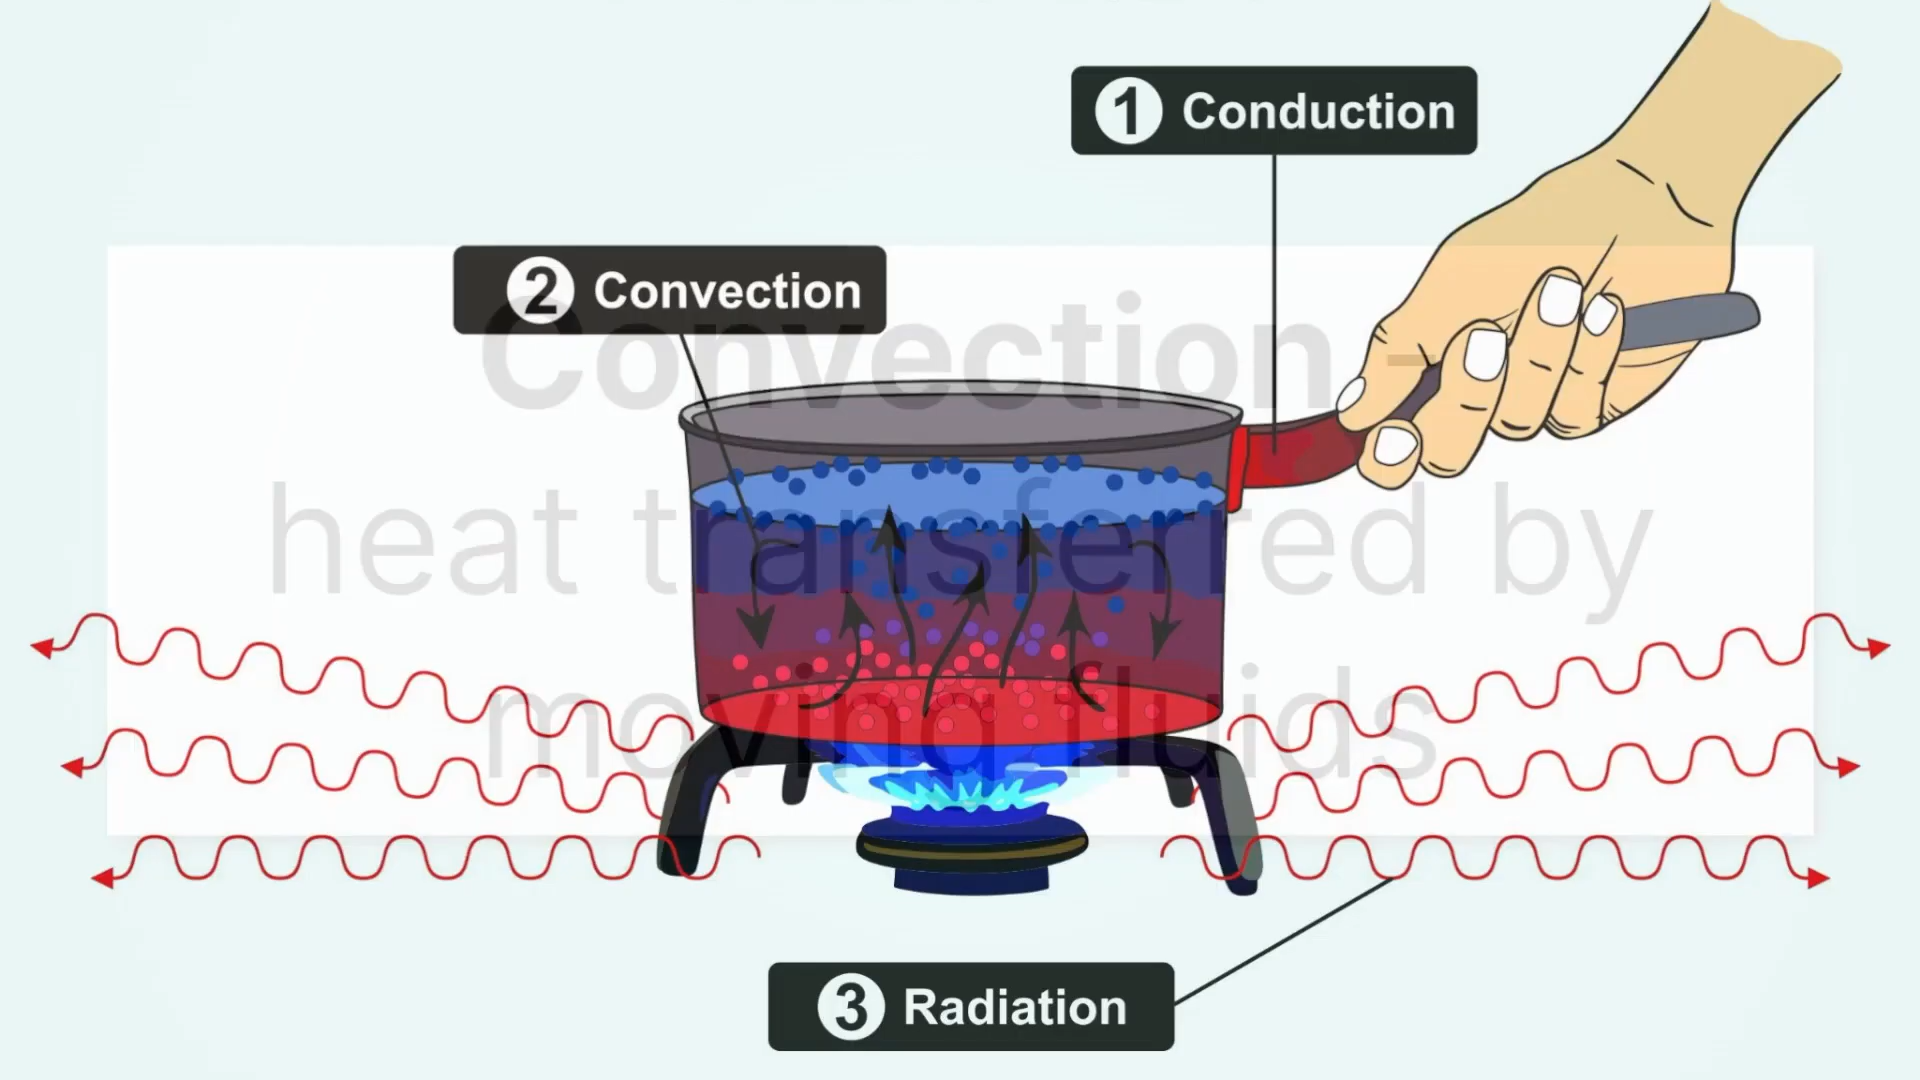 1 Conduction
2 Convection
Convection -
heat transferred by
moving fluids
3 Radiation